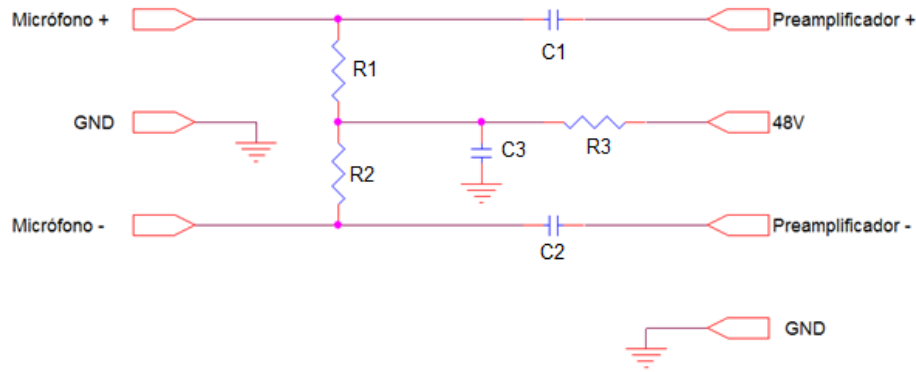 Micrófono +
Preamplificador +
C1
R1
GND
48V
C3
R3
R2
Micrófono -
Preamplificador -
C2
GND